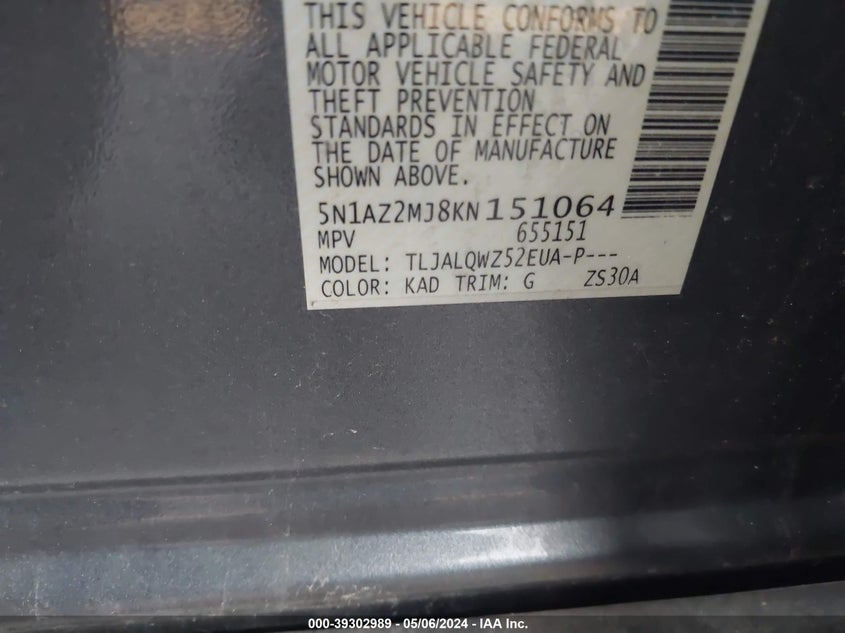 THIS VEHICLE CONFORMS TO
ALL APPLICABLE FEDERAL
MOTOR VEHICLE SAFETY AND
THEFT PREVENTION
STANDARDS IN EFFECT ON
THE DATE OF MANUFACTURE
SHOWN ABOVE.
5N1AZ2MJ8KN151064
MPV 655151
MODEL: TLJALQWZ52EUA-P---
COLOR: KAD TRIM: G ZS30A
000-39302989 - 05/06/2024 - IAA Inc.